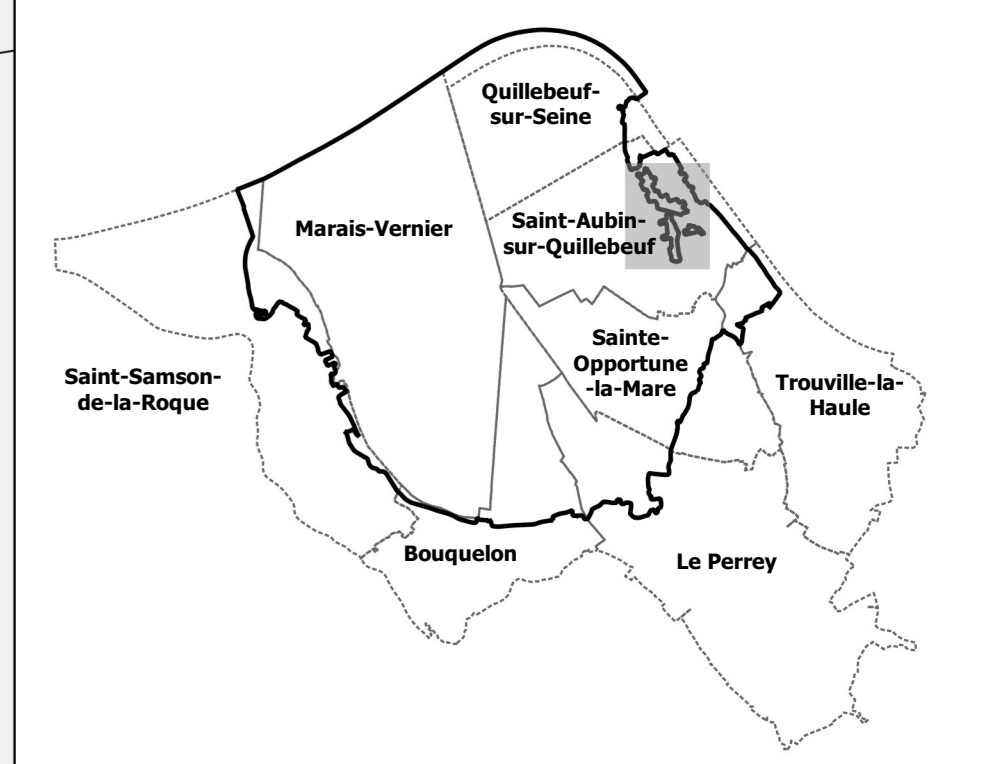 Quillebeuf-
sur-Seine
Marais-Vernier
Saint-Aubin-
sur-Quillebeuf
Sainte-
Opportune
-la-Mare
Saint-Samson-
de-la-Roque
Trouville-la-
Haule
Bouquelon
Le Perrey